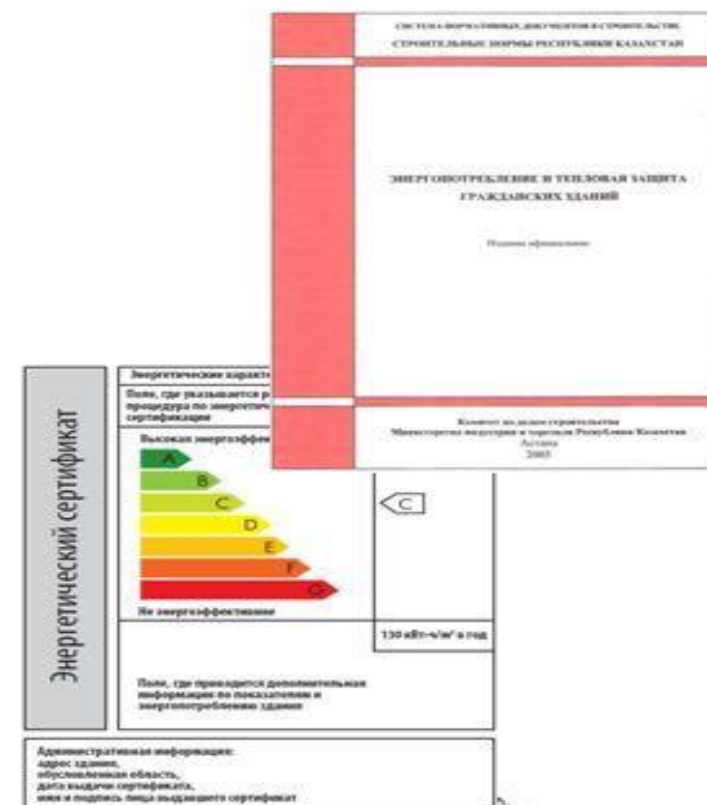 СИСТЕМА НОРМАТИВНЫХ ДОКУМЕНТОВ В СТРОИТЕЛЬСТВЕ
СТРОИТЕЛЬНЫЕ НОРМЫ РЕСПУБЛИКИ КАЗАХСТАН
ЭНЕРГОПОТРЕБЛЕНИЕ И ТЕПЛОВАЯ ЗАЩИТА
ГРАЖДАНСКИХ ЗДАНИЙ
Издание официальное
Комитет по делам строительства
Министерства индустрии и торговли Республики Казахстан
Астана
Энергетический сертификат
Энергетические характе
Поле, где указывается р
процедура по энергетич
сертификации
Высокая энергоэффек
A
B
C
D
E
F
G
C
Не энергоэффективное
130 кВт-ч/м² в год
Поле, где приводится дополнительная
информация по показателям и
энергопотреблению здания
Административная информация:
адрес здания,
обусловленная область,
дата выдачи сертификата,
имя и подпись лица выдавшего сертификат